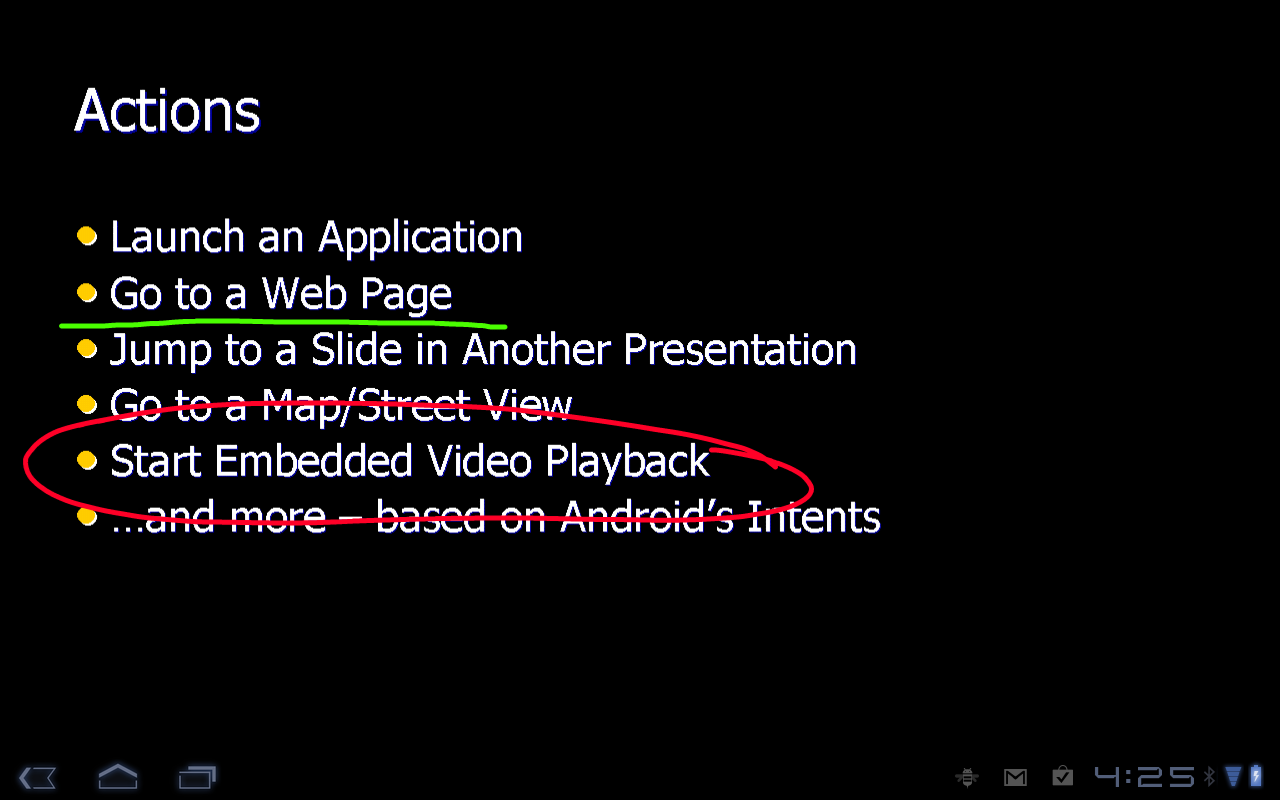 Actions
Launch an Application
Go to a Web Page
Jump to a Slide in Another Presentation
Go to a Map/Street View
Start Embedded Video Playback
…and more – based on Android’s Intents
4:25